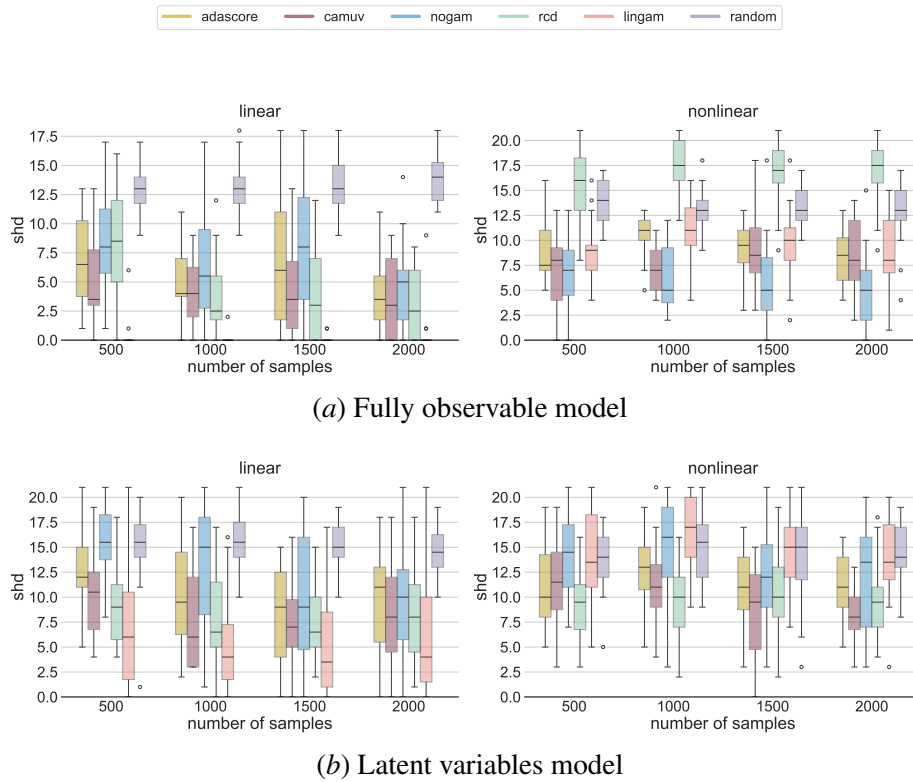 adascore camuv nogam rcd lingam random
linear nonlinear
17.5
15.0
12.5
10.0
7.5
5.0
2.5
0.0
shd
500 1000 1500 2000
number of samples
20.0
17.5
15.0
12.5
10.0
7.5
5.0
2.5
0.0
shd
500 1000 1500 2000
number of samples
(a) Fully observable model
linear nonlinear
20.0
17.5
15.0
12.5
10.0
7.5
5.0
2.5
0.0
shd
500 1000 1500 2000
number of samples
20.0
17.5
15.0
12.5
10.0
7.5
5.0
2.5
0.0
shd
500 1000 1500 2000
number of samples
(b) Latent variables model